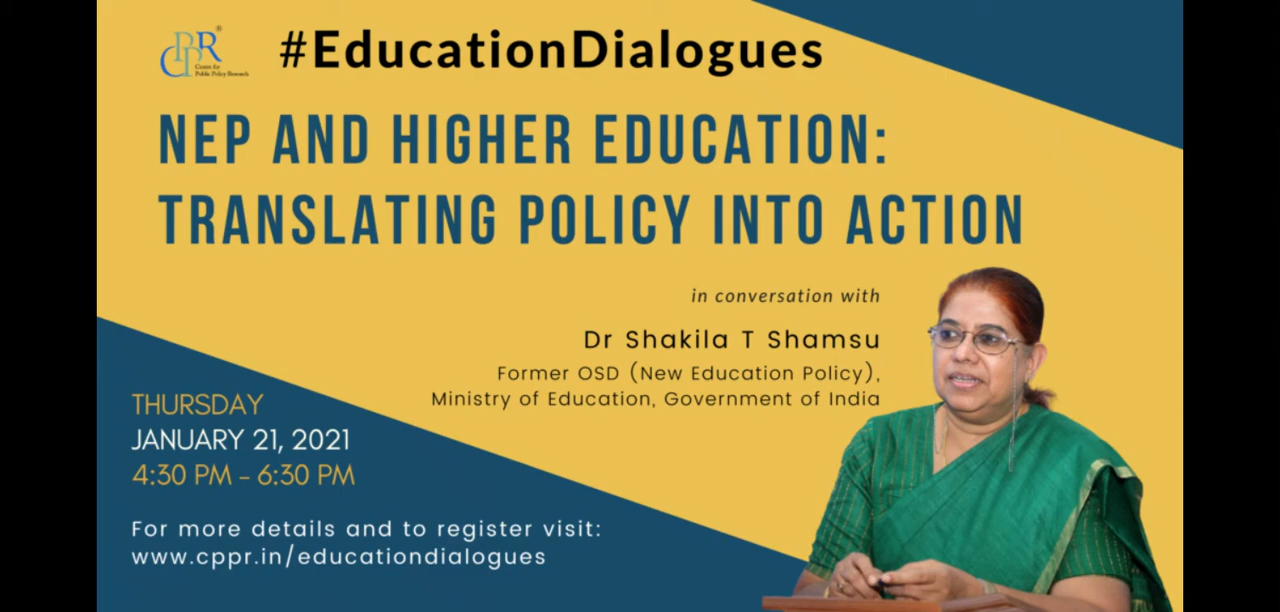 CPPR
®
Centre for
Public Policy Research
#EducationDialogues
NEP AND HIGHER EDUCATION:
TRANSLATING POLICY INTO ACTION
in conversation with
Dr Shakila T Shamsu
Former OSD (New Education Policy),
Ministry of Education, Government of India
THURSDAY
JANUARY 21, 2021
4:30 PM – 6:30 PM
For more details and to register visit:
www.cppr.in/educationdialogues